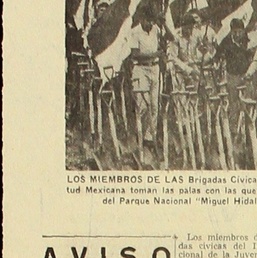 LOS MIEMBROS DE LAS Brigadas Cívica
tud Mexicana toman las palas con las que
del Parque Nacional "Miguel Hidal
AVISO
Los miembros d
das cívicas del I
cional de la Juve